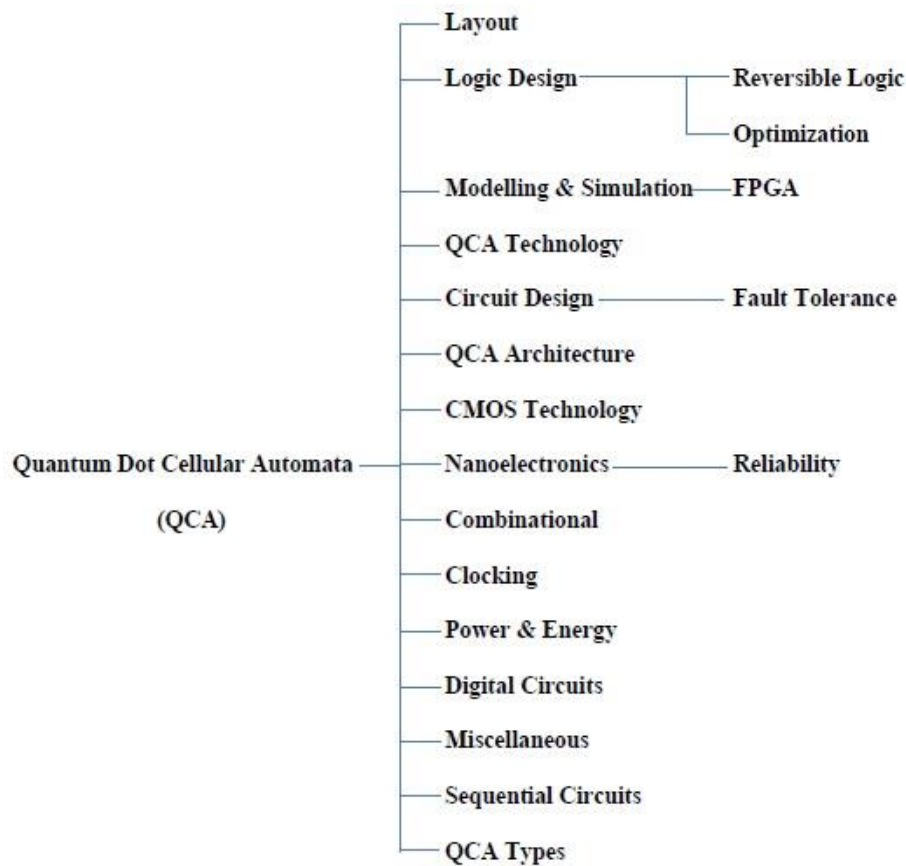 Layout
Logic Design
Reversible Logic
Optimization
Modelling & Simulation
FPGA
QCA Technology
Circuit Design
Fault Tolerance
QCA Architecture
CMOS Technology
Quantum Dot Cellular Automata
(QCA)
Nanoelectronics
Reliability
Combinational
Clocking
Power & Energy
Digital Circuits
Miscellaneous
Sequential Circuits
QCA Types